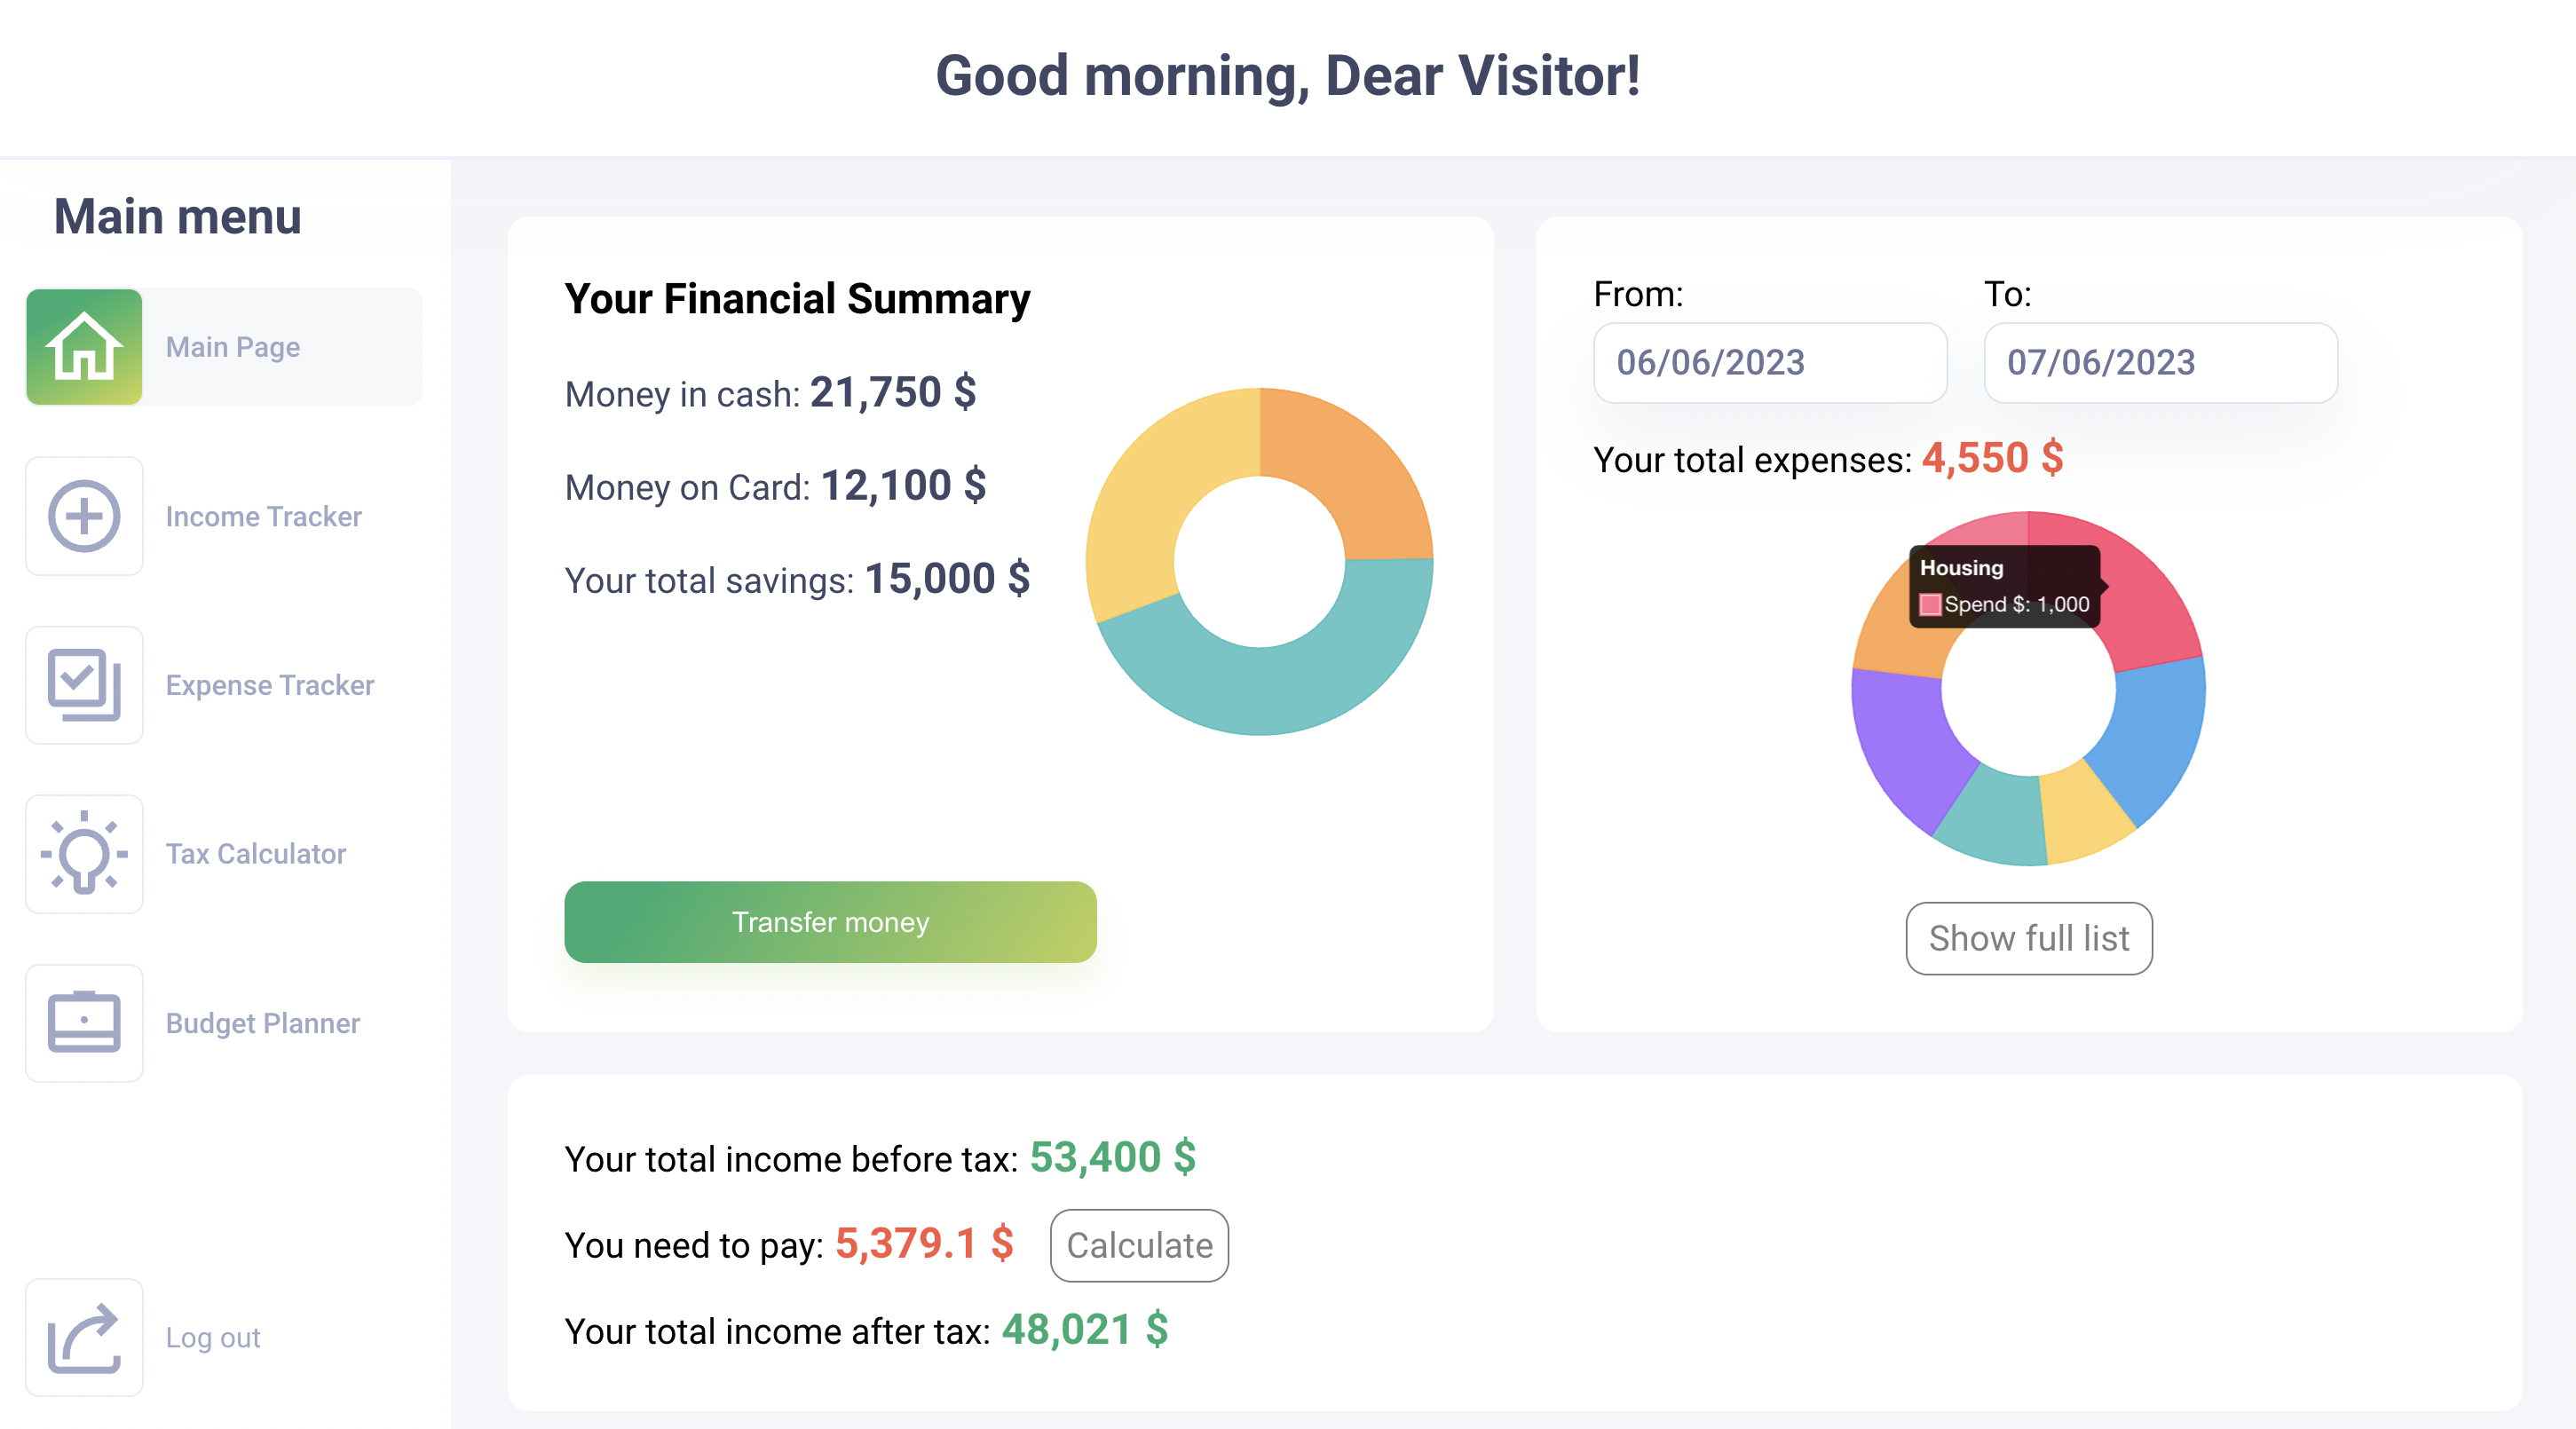 Good morning, Dear Visitor!
Main menu
Main Page
Income Tracker
Expense Tracker
Tax Calculator
Budget Planner
Log out
Your Financial Summary
Money in cash: 21,750 $
Money on Card: 12,100 $
Your total savings: 15,000 $
Transfer money
From:
To:
06/06/2023
07/06/2023
Your total expenses: 4,550 $
Housing
Spend $: 1,000
Show full list
Your total income before tax: 53,400 $
You need to pay: 5,379.1 $
Calculate
Your total income after tax: 48,021 $